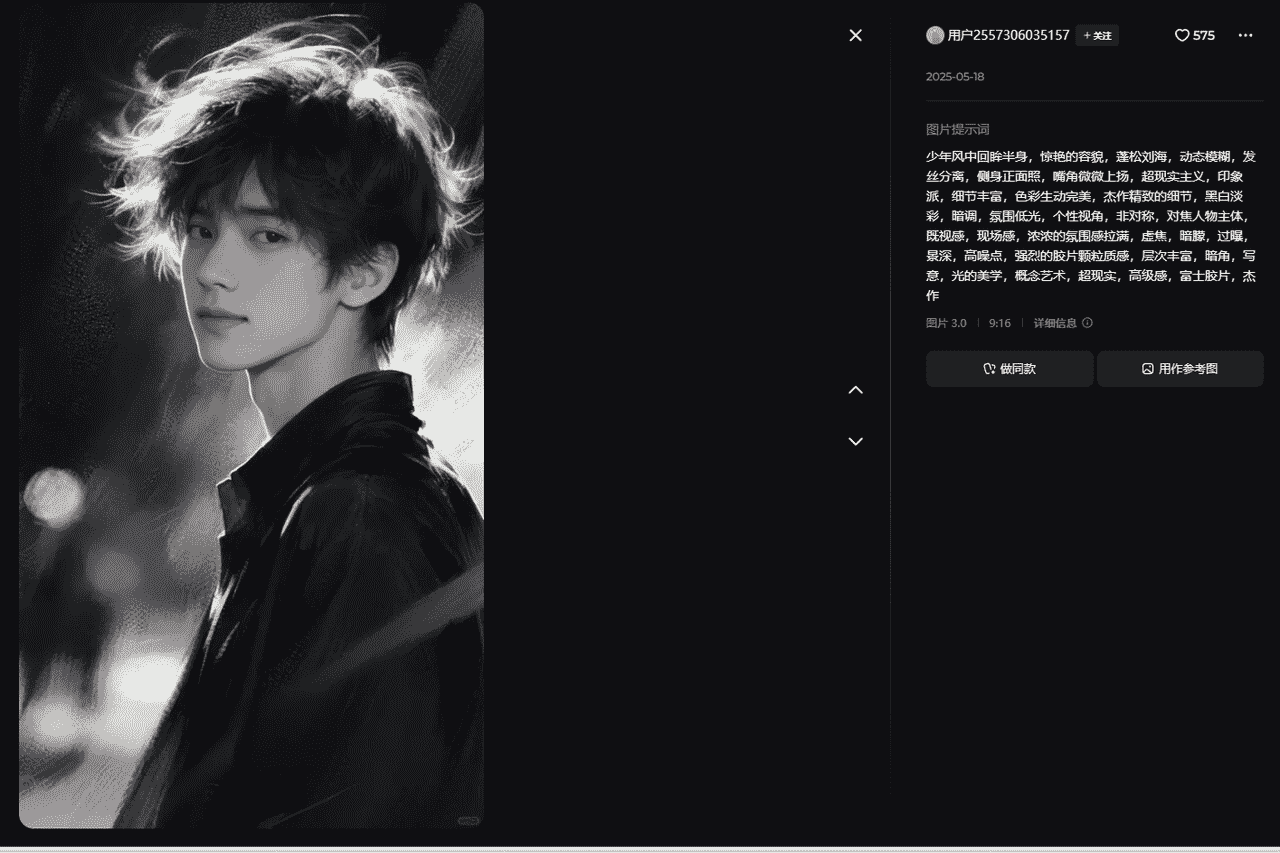 用户2557306035157 +关注 575
2025-05-18
图片提示词
少年风中回眸半身，惊艳的容貌，蓬松刘海，动态模糊，发
丝分离，侧身正面照，嘴角微微上扬，超现实主义，印象
派，细节丰富，色彩生动完美，杰作精致的细节，黑白淡
彩，暗调，氛围低光，个性视角，非对称，对焦人物主体，
既视感，现场感，浓浓的氛围感拉满，虚焦，暗朦，过曝，
景深，高噪点，强烈的胶片颗粒质感，层次丰富，暗角，写
意，光的美学，概念艺术，超现实，高级感，富士胶片，杰
作
图片 3.0 | 9:16 | 详细信息
做同款 用作参考图